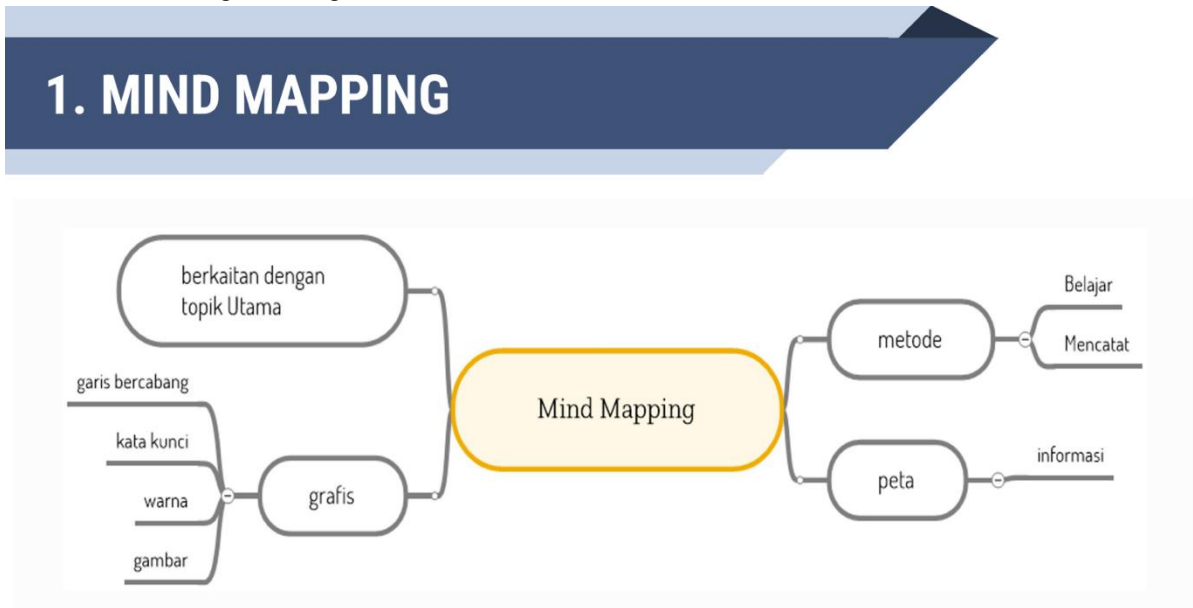 1. MIND MAPPING
berkaitan dengan
topik Utama
garis bercabang
kata kunci
warna
gambar
grafis
Mind Mapping
metode
Belajar
Mencatat
peta
informasi